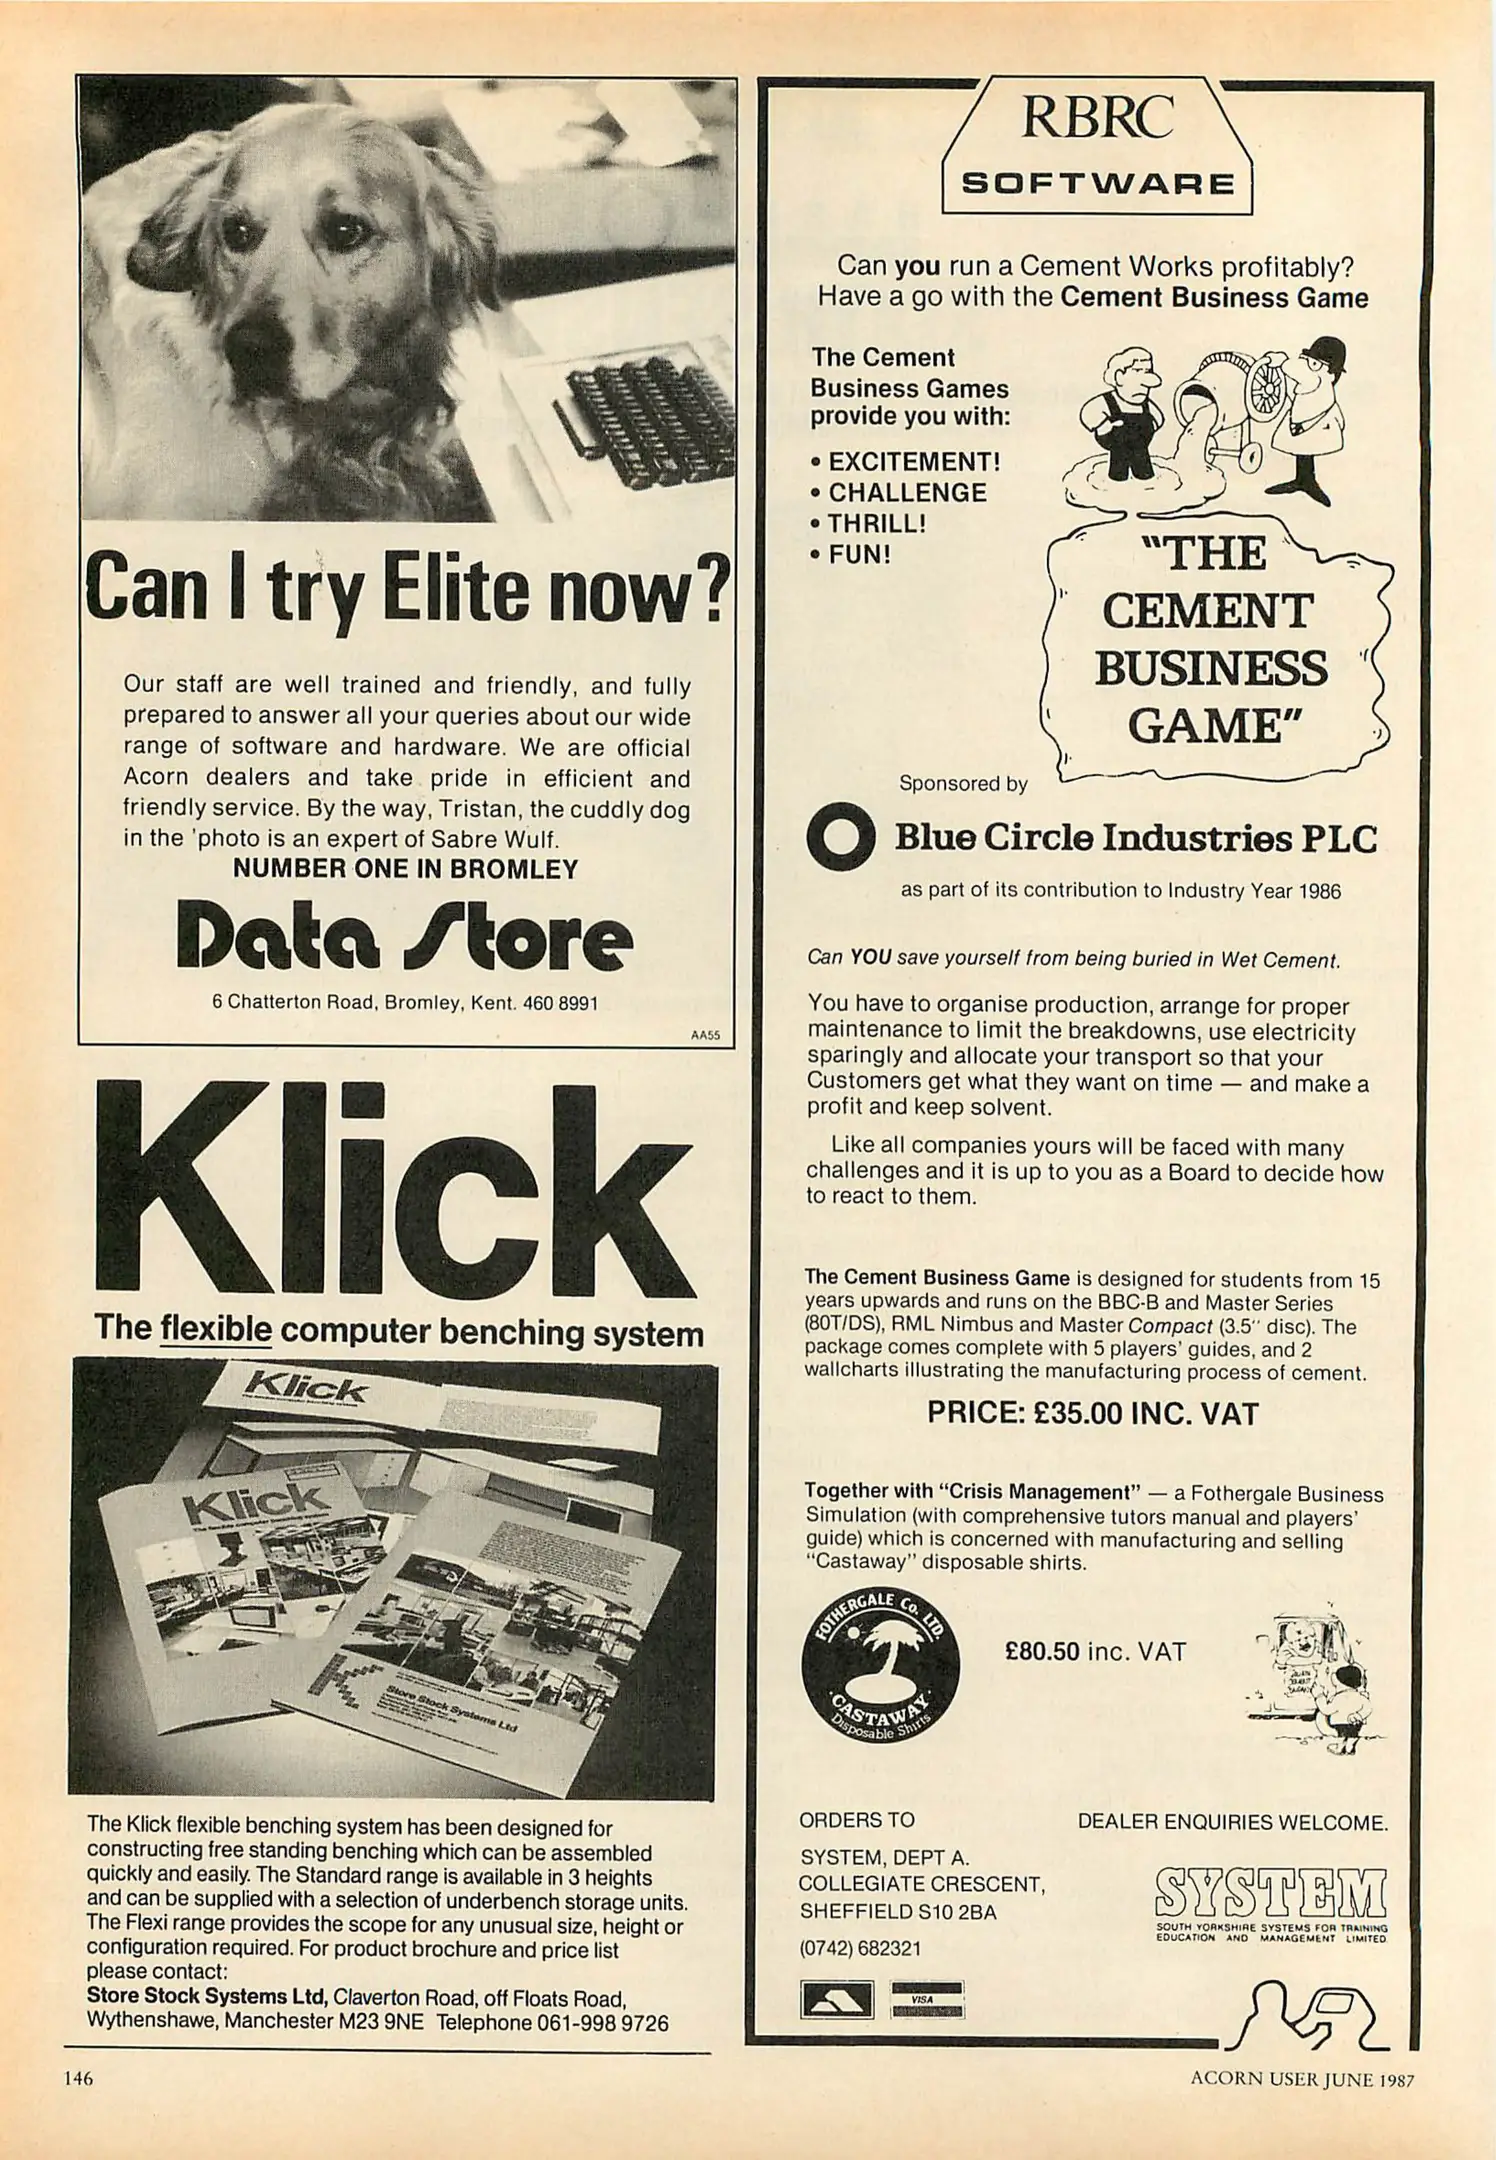 Can I try Elite now?
Our staff are well trained and friendly, and fully
prepared to answer all your queries about our wide
range of software and hardware. We are official
Acorn dealers and take pride in efficient and
friendly service. By the way, Tristan, the cuddly dog
in the 'photo is an expert of Sabre Wulf.
NUMBER ONE IN BROMLEY
Data Store
6 Chatterton Road, Bromley, Kent. 460 8991
AA55
Klick
The flexible computer benching system
Klick
Klick
The flexible computer benching system
Store Stock Systems Ltd
The Klick flexible benching system has been designed for
constructing free standing benching which can be assembled
quickly and easily. The Standard range is available in 3 heights
and can be supplied with a selection of underbench storage units.
The Flexi range provides the scope for any unusual size, height or
configuration required. For product brochure and price list
please contact:
Store Stock Systems Ltd, Claverton Road, off Floats Road,
Wythenshawe, Manchester M23 9NE Telephone 061-998 9726
RBRC
SOFTWARE
Can you run a Cement Works profitably?
Have a go with the Cement Business Game
The Cement
Business Games
provide you with:
• EXCITEMENT!
• CHALLENGE
• THRILL!
• FUN!
"THE
CEMENT
BUSINESS
GAME"
Sponsored by
Blue Circle Industries PLC
as part of its contribution to Industry Year 1986
Can YOU save yourself from being buried in Wet Cement.
You have to organise production, arrange for proper
maintenance to limit the breakdowns, use electricity
sparingly and allocate your transport so that your
Customers get what they want on time — and make a
profit and keep solvent.
Like all companies yours will be faced with many
challenges and it is up to you as a Board to decide how
to react to them.
The Cement Business Game is designed for students from 15
years upwards and runs on the BBC-B and Master Series
(80T/DS), RML Nimbus and Master Compact (3.5" disc). The
package comes complete with 5 players' guides, and 2
wallcharts illustrating the manufacturing process of cement.
PRICE: £35.00 INC. VAT
Together with "Crisis Management" — a Fothergale Business
Simulation (with comprehensive tutors manual and players'
guide) which is concerned with manufacturing and selling
"Castaway" disposable shirts.
FOTHERGALE Co. LTD.
· CASTAWAY ·
Disposable Shirts
£80.50 inc. VAT
ORDERS TO
DEALER ENQUIRIES WELCOME.
SYSTEM, DEPT A.
COLLEGIATE CRESCENT,
SHEFFIELD S10 2BA
(0742) 682321
SYSTEM
SOUTH YORKSHIRE SYSTEMS FOR TRAINING
EDUCATION AND MANAGEMENT LIMITED
VISA
146
ACORN USER JUNE 1987